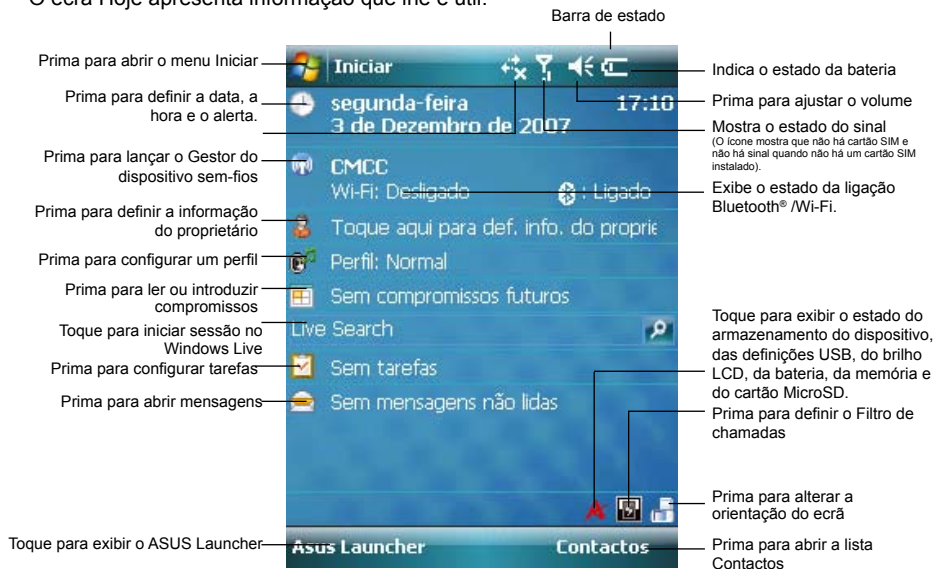 O ecrã Hoje apresenta informação que lhe é útil.
Barra de estado
Prima para abrir o menu Iniciar
Prima para definir a data, a
hora e o alerta.
Prima para lançar o Gestor do
dispositivo sem-fios
Prima para definir a informação
do proprietário
Prima para configurar um perfil
Prima para ler ou introduzir
compromissos
Toque para iniciar sessão no
Windows Live
Prima para configurar tarefas
Prima para abrir mensagens
Toque para exibir o ASUS Launcher
Iniciar
segunda-feira
17:10
3 de Dezembro de 2007
CMCC
Wi-Fi: Desligado
: Ligado
Toque aqui para def. info. do proprie
Perfil: Normal
Sem compromissos futuros
Live Search
Sem tarefas
Sem mensagens não lidas
Asus Launcher
Contactos
Indica o estado da bateria
Prima para ajustar o volume
Mostra o estado do sinal
(O ícone mostra que não há cartão SIM e
não há sinal quando não há um cartão SIM
instalado).
Exibe o estado da ligação
Bluetooth® /Wi-Fi.
Toque para exibir o estado do
armazenamento do dispositivo,
das definições USB, do brilho
LCD, da bateria, da memória e
do cartão MicroSD.
Prima para definir o Filtro de
chamadas
Prima para alterar a
orientação do ecrã
Prima para abrir a lista
Contactos